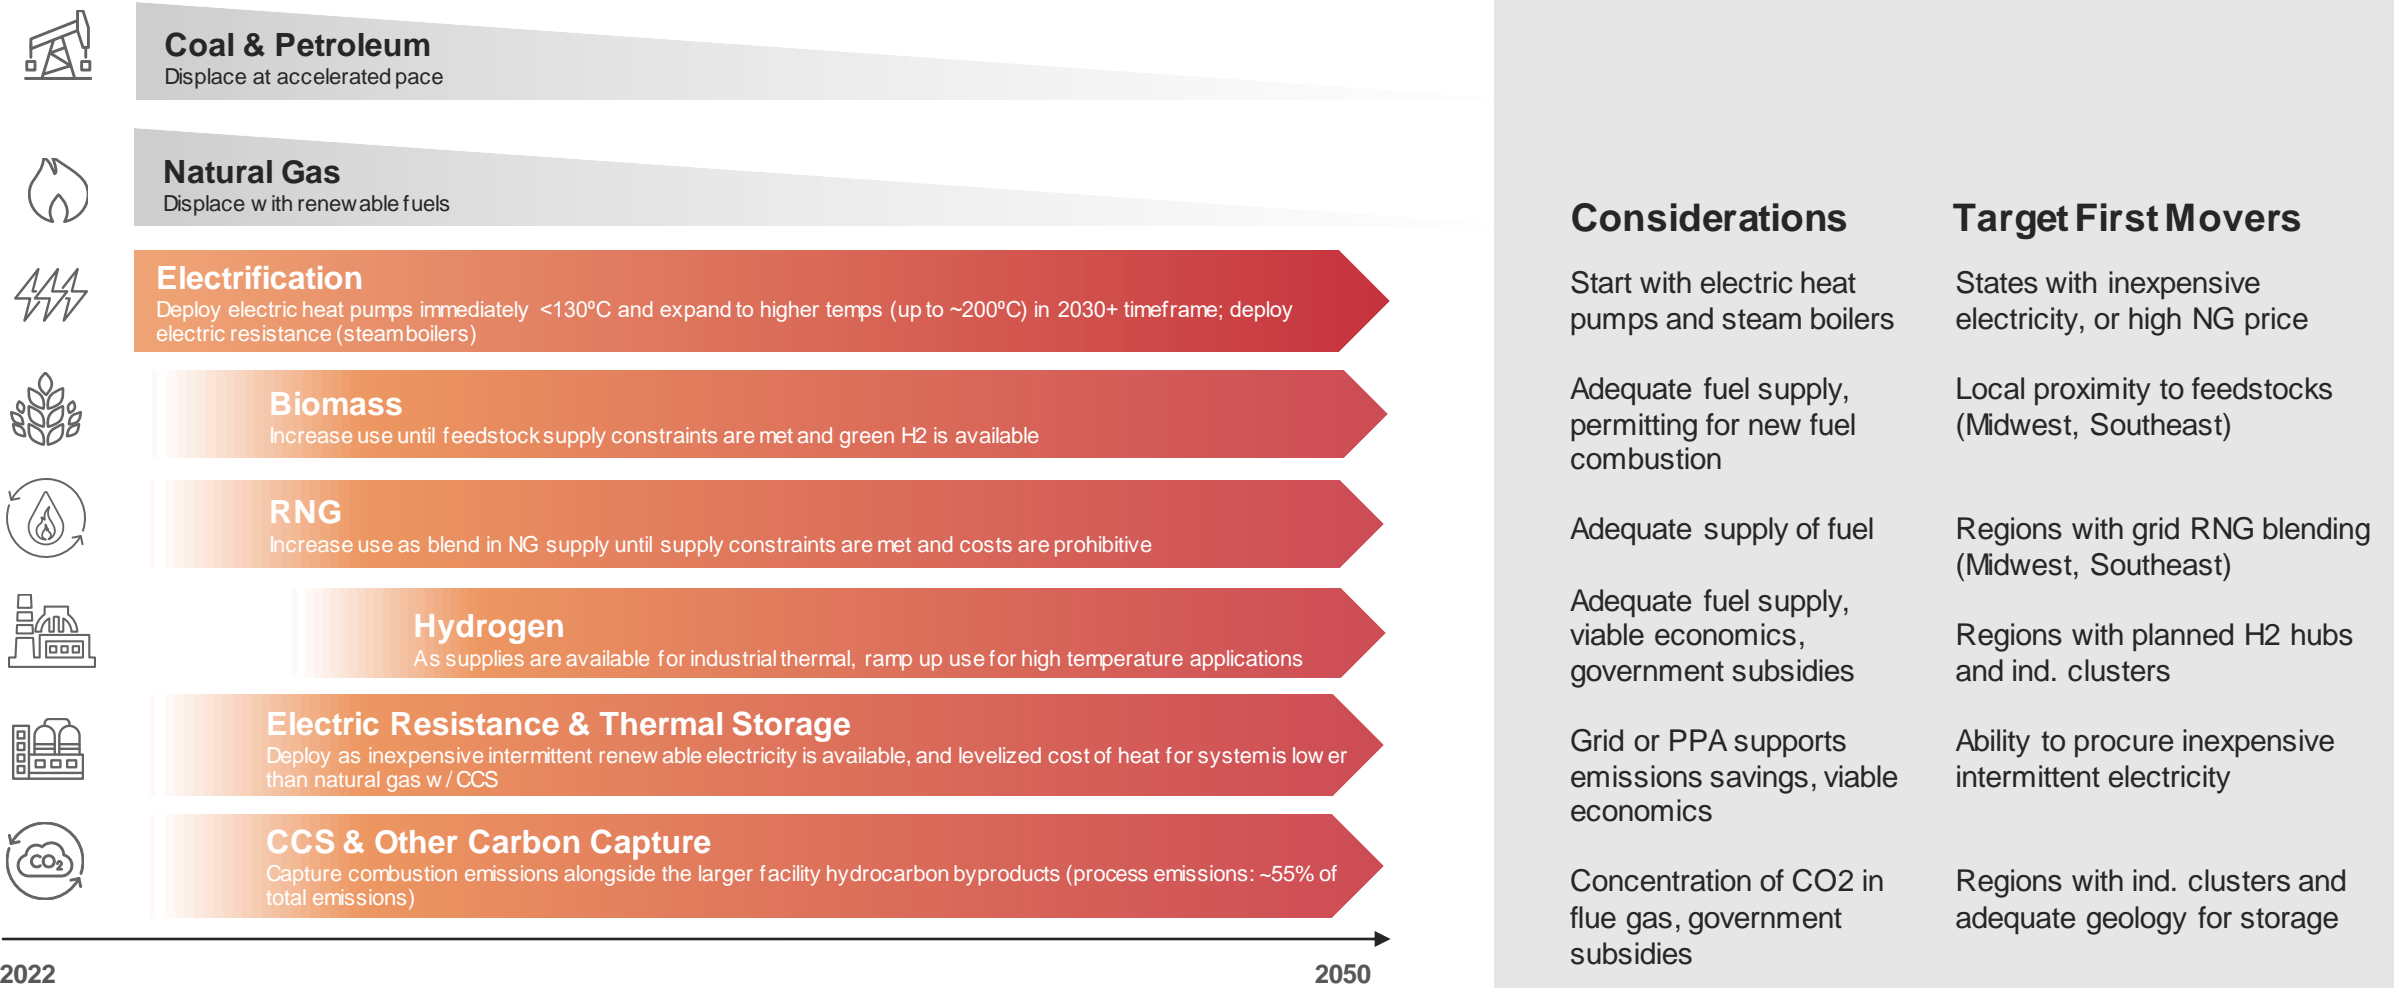 Coal & Petroleum
Displace at accelerated pace
Natural Gas
Displace with renewable fuels
Electrification
Deploy electric heat pumps immediately <130ºC and expand to higher temps (up to ~200ºC) in 2030+ timeframe; deploy
electric resistance (steam boilers)
Biomass
Increase use until feedstock supply constraints are met and green H2 is available
RNG
Increase use as blend in NG supply until supply constraints are met and costs are prohibitive
Hydrogen
As supplies are available for industrial thermal, ramp up use for high temperature applications
Electric Resistance & Thermal Storage
Deploy as inexpensive intermittent renewable electricity is available, and levelized cost of heat for system is lower
than natural gas w/ CCS
CO2
CCS & Other Carbon Capture
Capture combustion emissions alongside the larger facility hydrocarbon byproducts (process emissions: ~55% of
total emissions)
2022
2050
Considerations
Start with electric heat
pumps and steam boilers
Adequate fuel supply,
permitting for new fuel
combustion
Adequate supply of fuel
Adequate fuel supply,
viable economics,
government subsidies
Grid or PPA supports
emissions savings, viable
economics
Concentration of CO2 in
flue gas, government
subsidies
Target First Movers
States with inexpensive
electricity, or high NG price
Local proximity to feedstocks
(Midwest, Southeast)
Regions with grid RNG blending
(Midwest, Southeast)
Regions with planned H2 hubs
and ind. clusters
Ability to procure inexpensive
intermittent electricity
Regions with ind. clusters and
adequate geology for storage